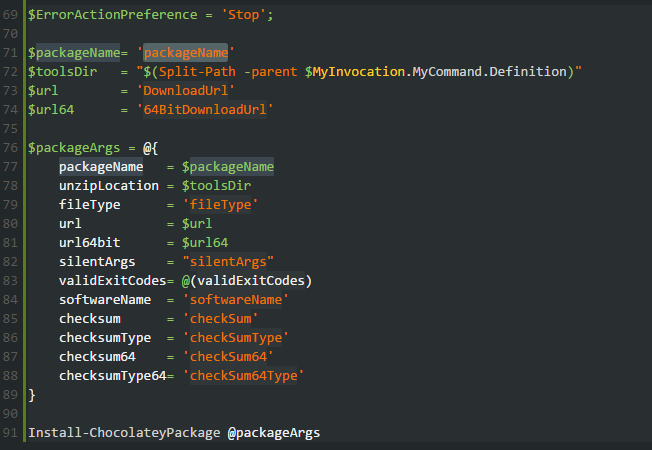 69 $ErrorActionPreference = 'Stop';
70
71 $packageName= 'packageName'
72 $toolsDir   = "$(Split-Path -parent $MyInvocation.MyCommand.Definition)"
73 $url        = 'DownloadUrl'
74 $url64      = '64BitDownloadUrl'
75
76 $packageArgs = @{
77     packageName   = $packageName
78     unzipLocation = $toolsDir
79     fileType      = 'fileType'
80     url           = $url
81     url64bit      = $url64
82     silentArgs    = "silentArgs"
83     validExitCodes= @(validExitCodes)
84     softwareName  = 'softwareName'
85     checksum      = 'checkSum'
86     checksumType  = 'checkSumType'
87     checksum64    = 'checkSum64'
88     checksumType64= 'checkSum64Type'
89 }
90
91 Install-ChocolateyPackage @packageArgs